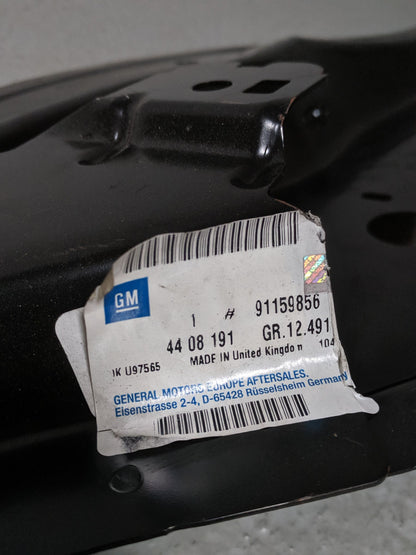 GM
1 # 91159856
44 08 191 GR.12.491
IK U97565 MADE IN United Kingdom 104
GENERAL MOTORS EUROPE AFTERSALES.
Eisenstrasse 2-4, D-65428 Rüsselsheim Germany